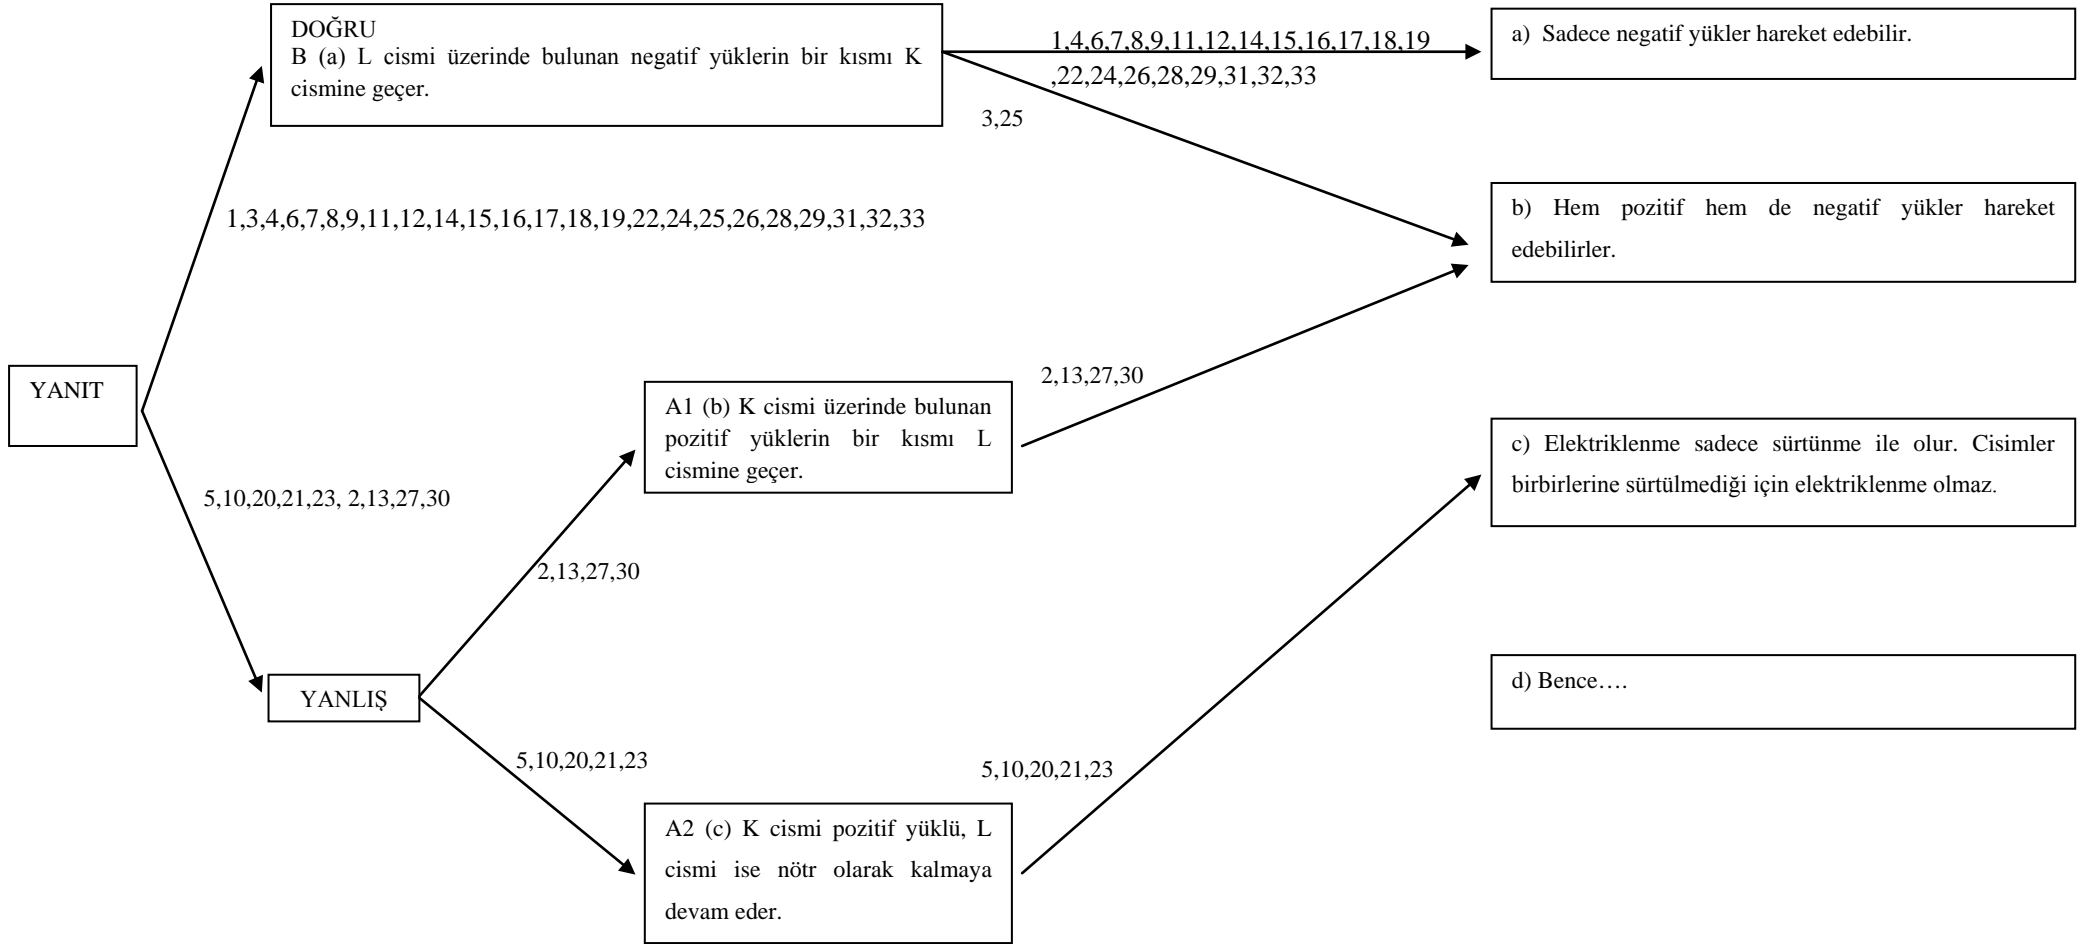 DOĞRU
B (a) L cismi üzerinde bulunan negatif yüklerin bir kısmı K
cismine geçer.
1,4,6,7,8,9,11,12,14,15,16,17,18,19
,22,24,26,28,29,31,32,33
3,25
a) Sadece negatif yükler hareket edebilir.
b) Hem pozitif hem de negatif yükler hareket
edebilirler.
1,3,4,6,7,8,9,11,12,14,15,16,17,18,19,22,24,25,26,28,29,31,32,33
YANIT
2,13,27,30
A1 (b) K cismi üzerinde bulunan
pozitif yüklerin bir kısmı L
cismine geçer.
c) Elektriklenme sadece sürtünme ile olur. Cisimler
birbirlerine sürtülmediği için elektriklenme olmaz.
5,10,20,21,23, 2,13,27,30
2,13,27,30
YANLIŞ
d) Bence….
5,10,20,21,23
5,10,20,21,23
A2 (c) K cismi pozitif yüklü, L
cismi ise nötr olarak kalmaya
devam eder.